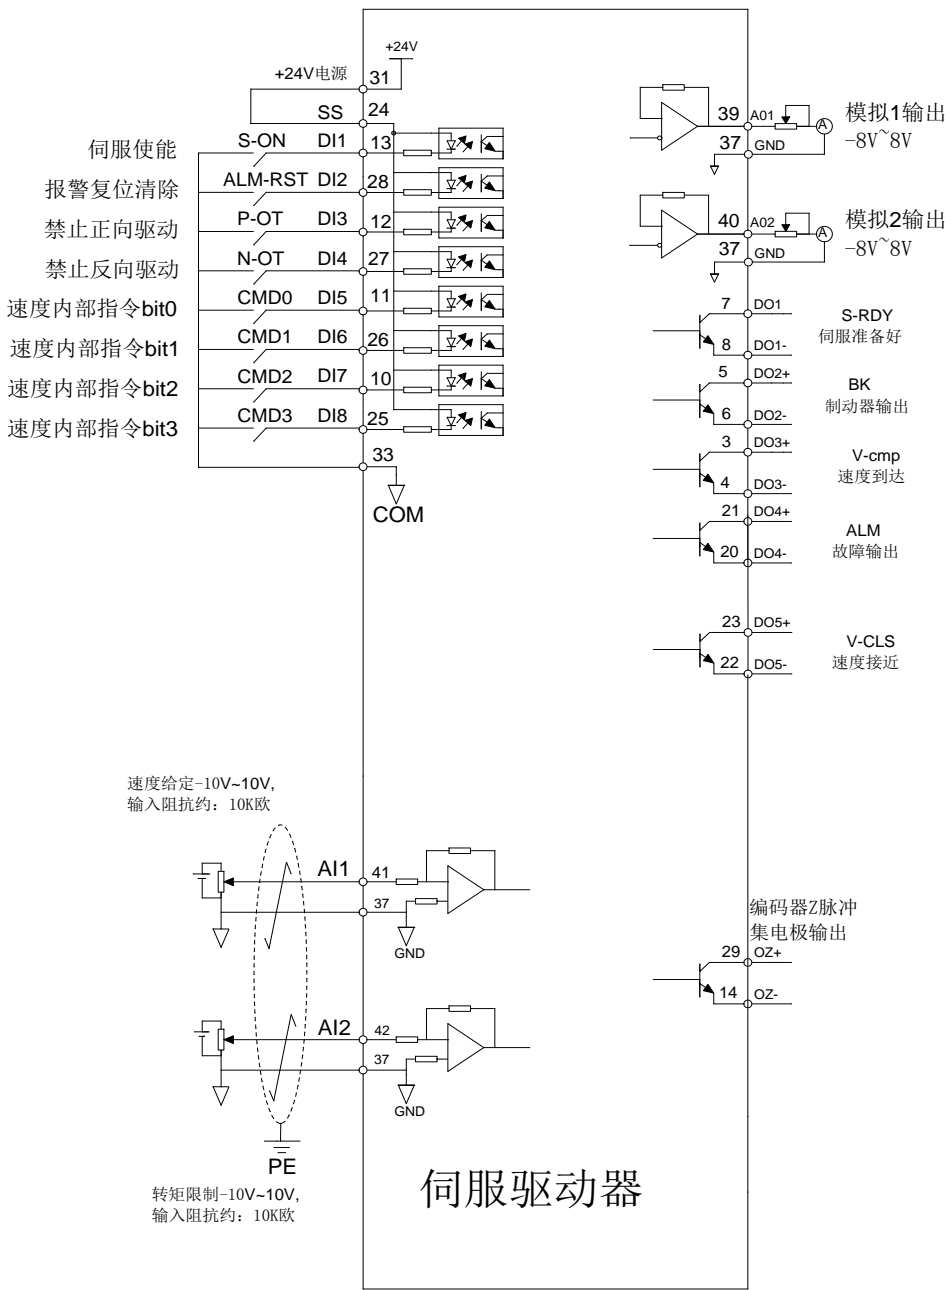 +24V
+24V电源 31
SS 24
伺服使能 S-ON DI1 13
报警复位清除 ALM-RST DI2 28
禁止正向驱动 P-OT DI3 12
禁止反向驱动 N-OT DI4 27
速度内部指令bit0 CMD0 DI5 11
速度内部指令bit1 CMD1 DI6 26
速度内部指令bit2 CMD2 DI7 10
速度内部指令bit3 CMD3 DI8 25
33
COM
39 A01 A 模拟1输出
37 GND -8V~8V
40 A02 A 模拟2输出
37 GND -8V~8V
7 DO1 S-RDY
伺服准备好
8 DO1-
5 DO2+ BK
制动器输出
6 DO2-
3 DO3+ V-cmp
速度到达
4 DO3-
21 DO4+ ALM
故障输出
20 DO4-
23 DO5+ V-CLS
速度接近
22 DO5-
速度给定-10V~10V,
输入阻抗约：10K欧
AI1 41
37
GND
编码器Z脉冲
集电极输出
29 OZ+
14 OZ-
AI2 42
37
GND
PE
转矩限制-10V~10V,
输入阻抗约：10K欧
伺服驱动器